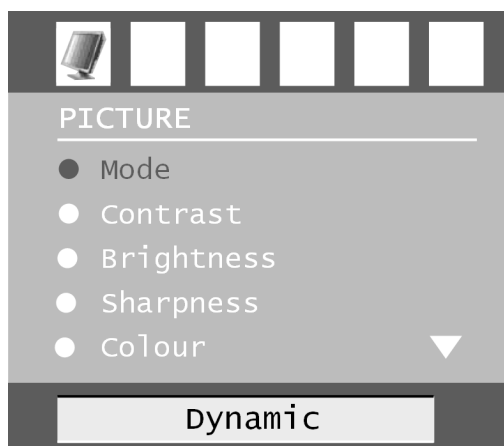 PICTURE
Mode
Contrast
Brightness
Sharpness
Colour
Dynamic